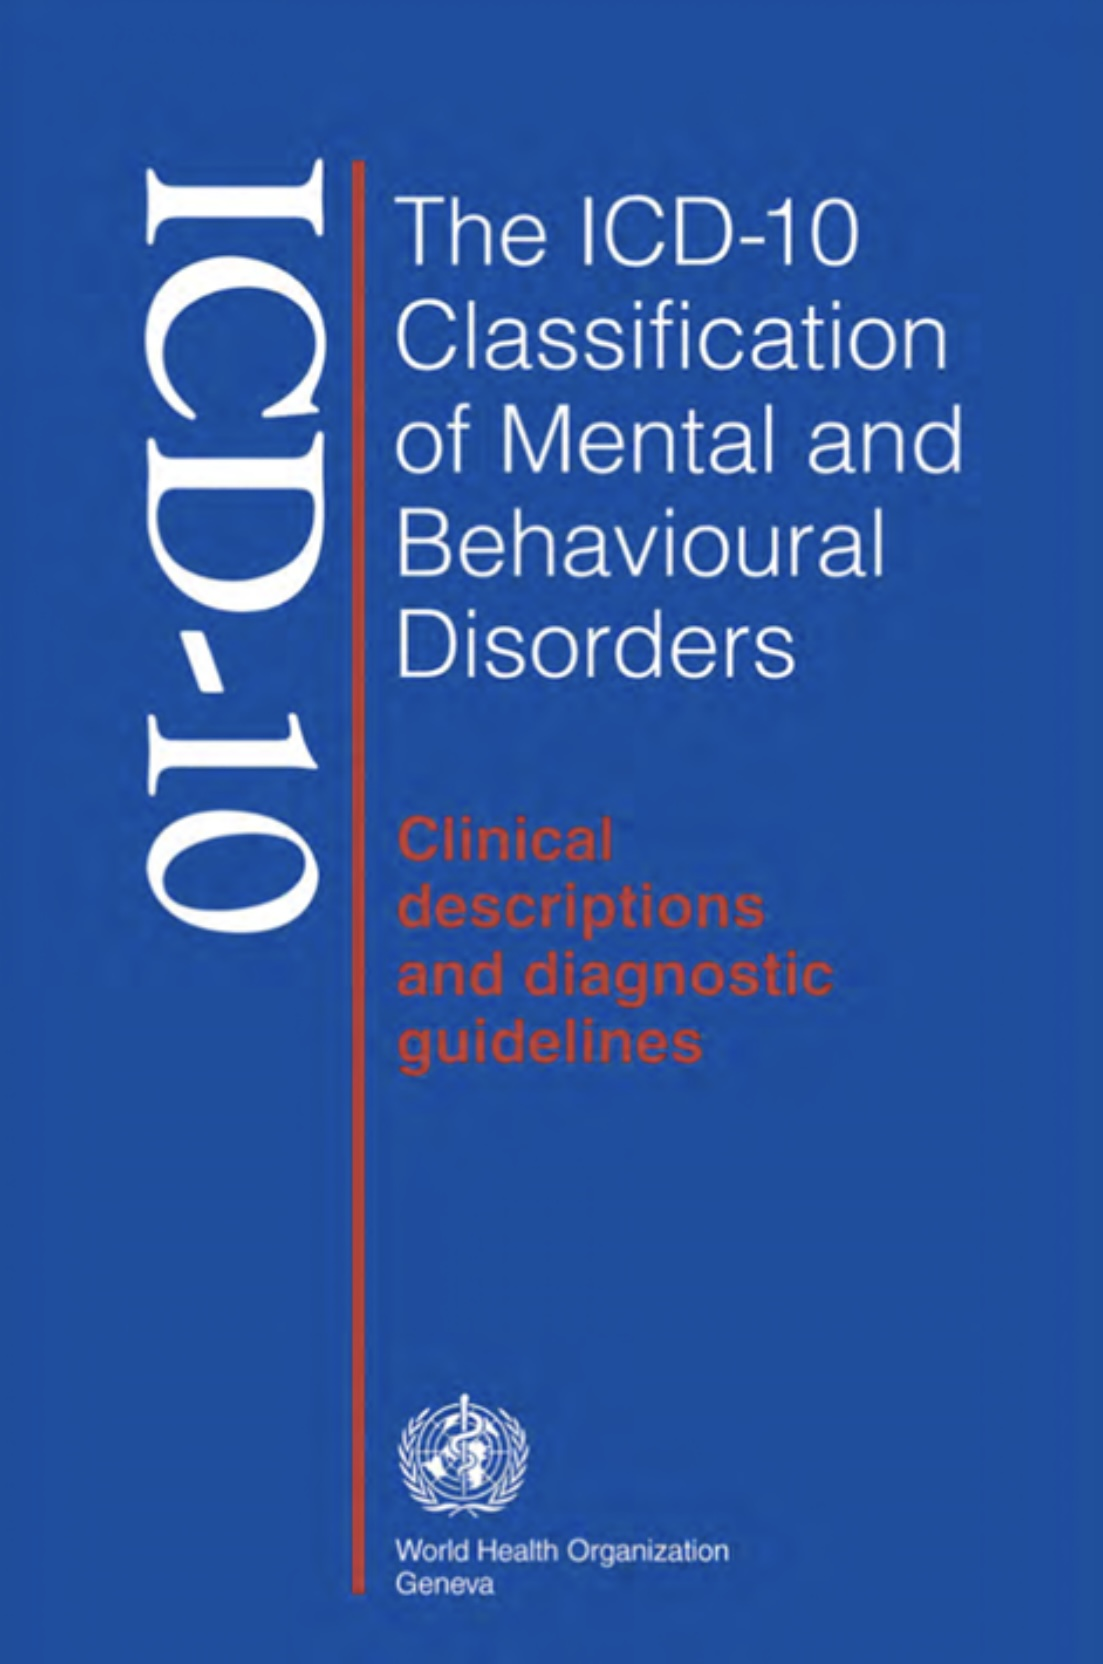 ICD-10
The ICD-10
Classification
of Mental and
Behavioural
Disorders
Clinical
descriptions
and diagnostic
guidelines
World Health Organization
Geneva